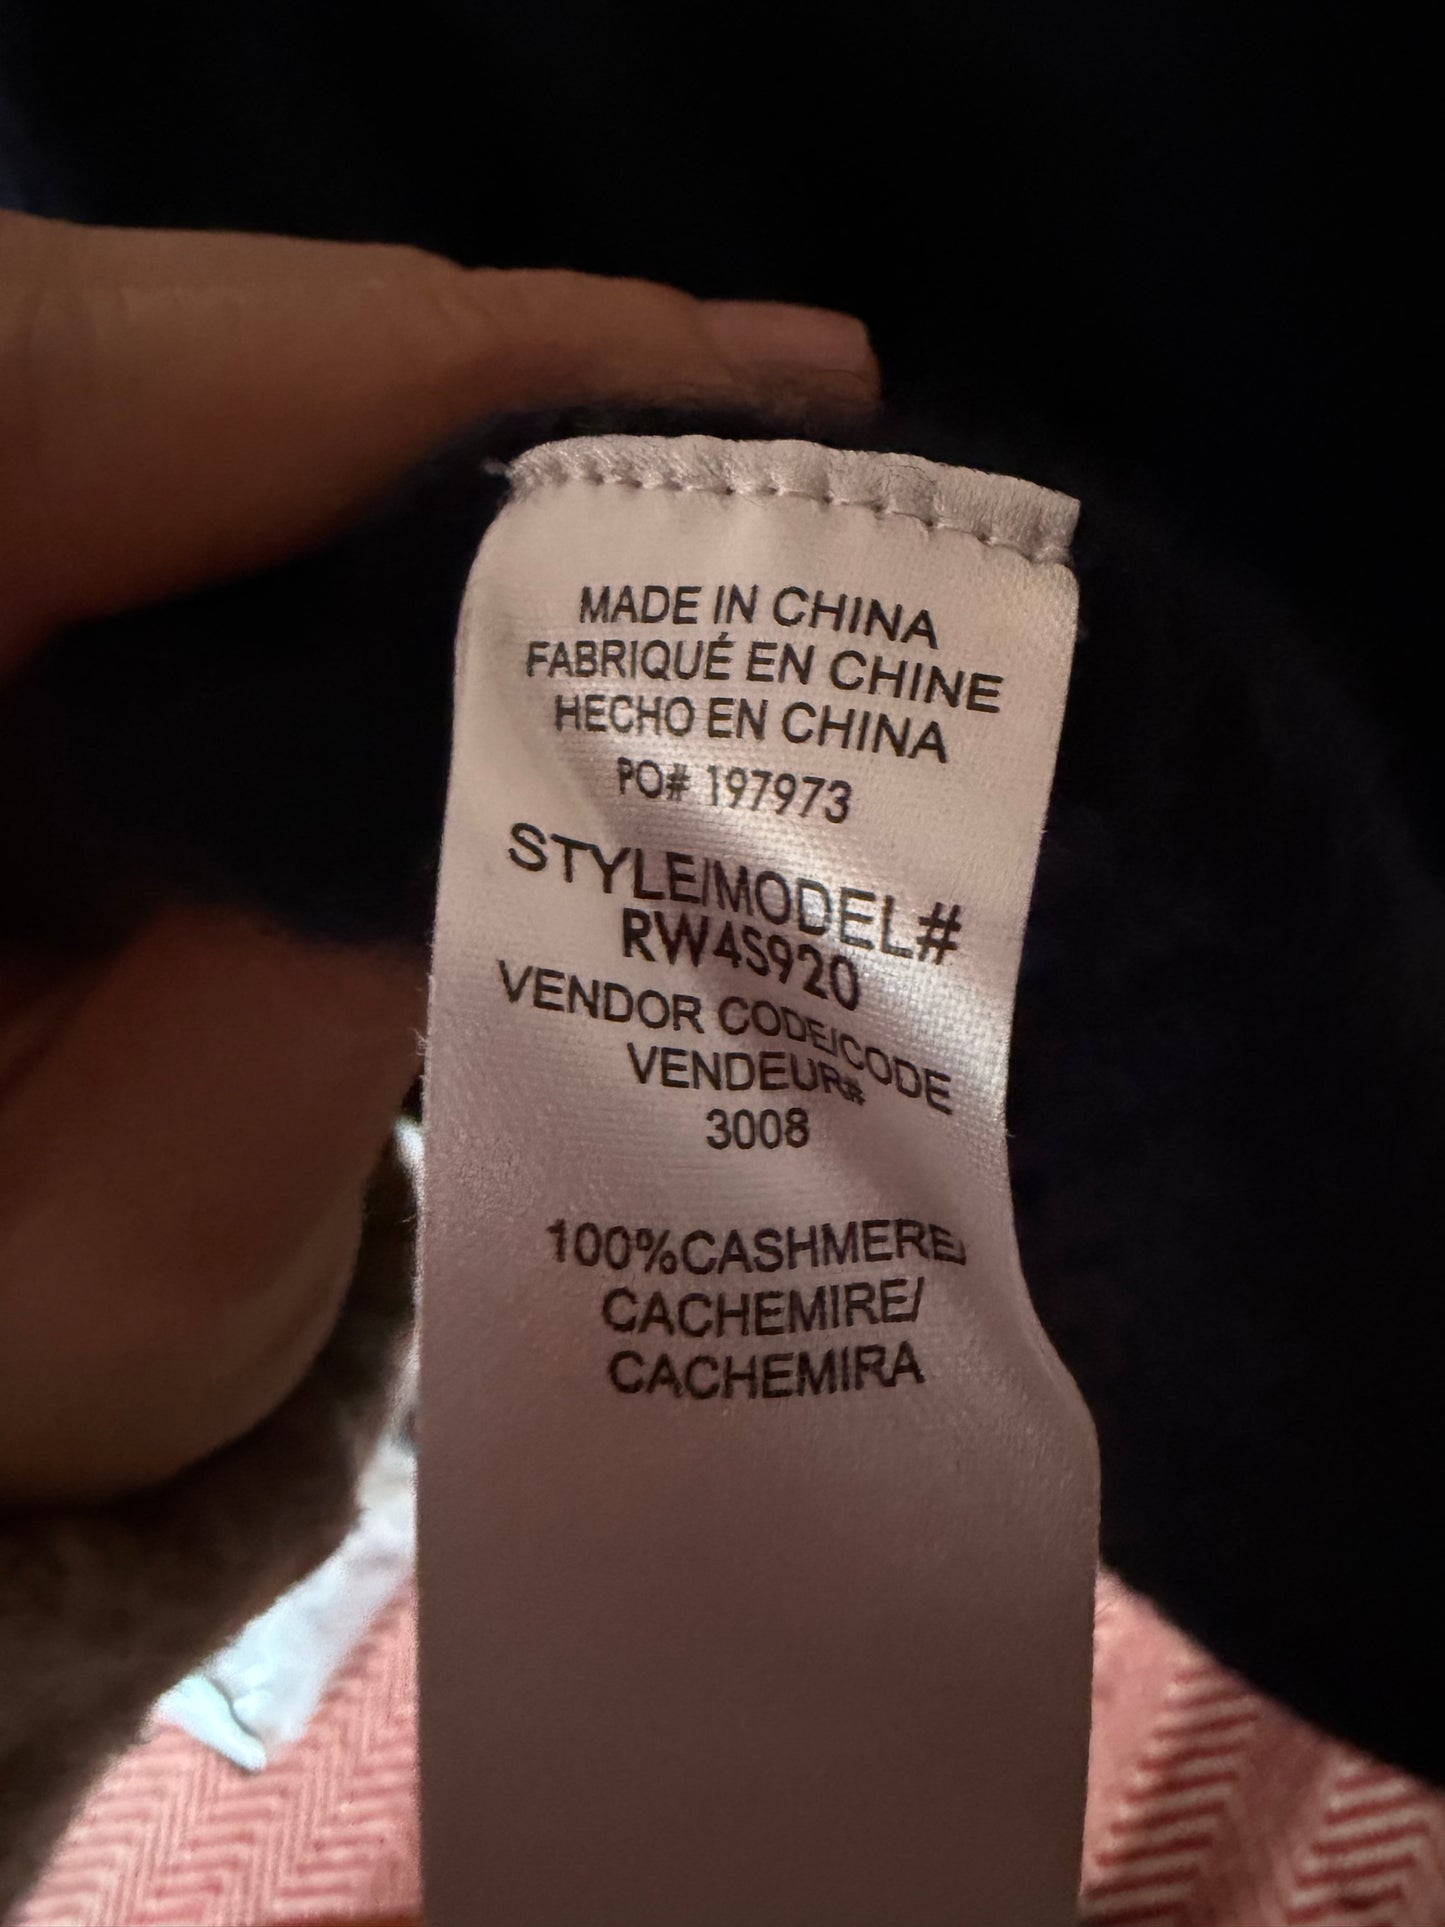 MADE IN CHINA
FABRIQUÉ EN CHINE
HECHO EN CHINA
PO# 197973
STYLE/MODEL#
RW4S920
VENDOR CODE/CODE
VENDEUR#
3008
100%CASHMERE/
CACHEMIRE/
CACHEMIRA